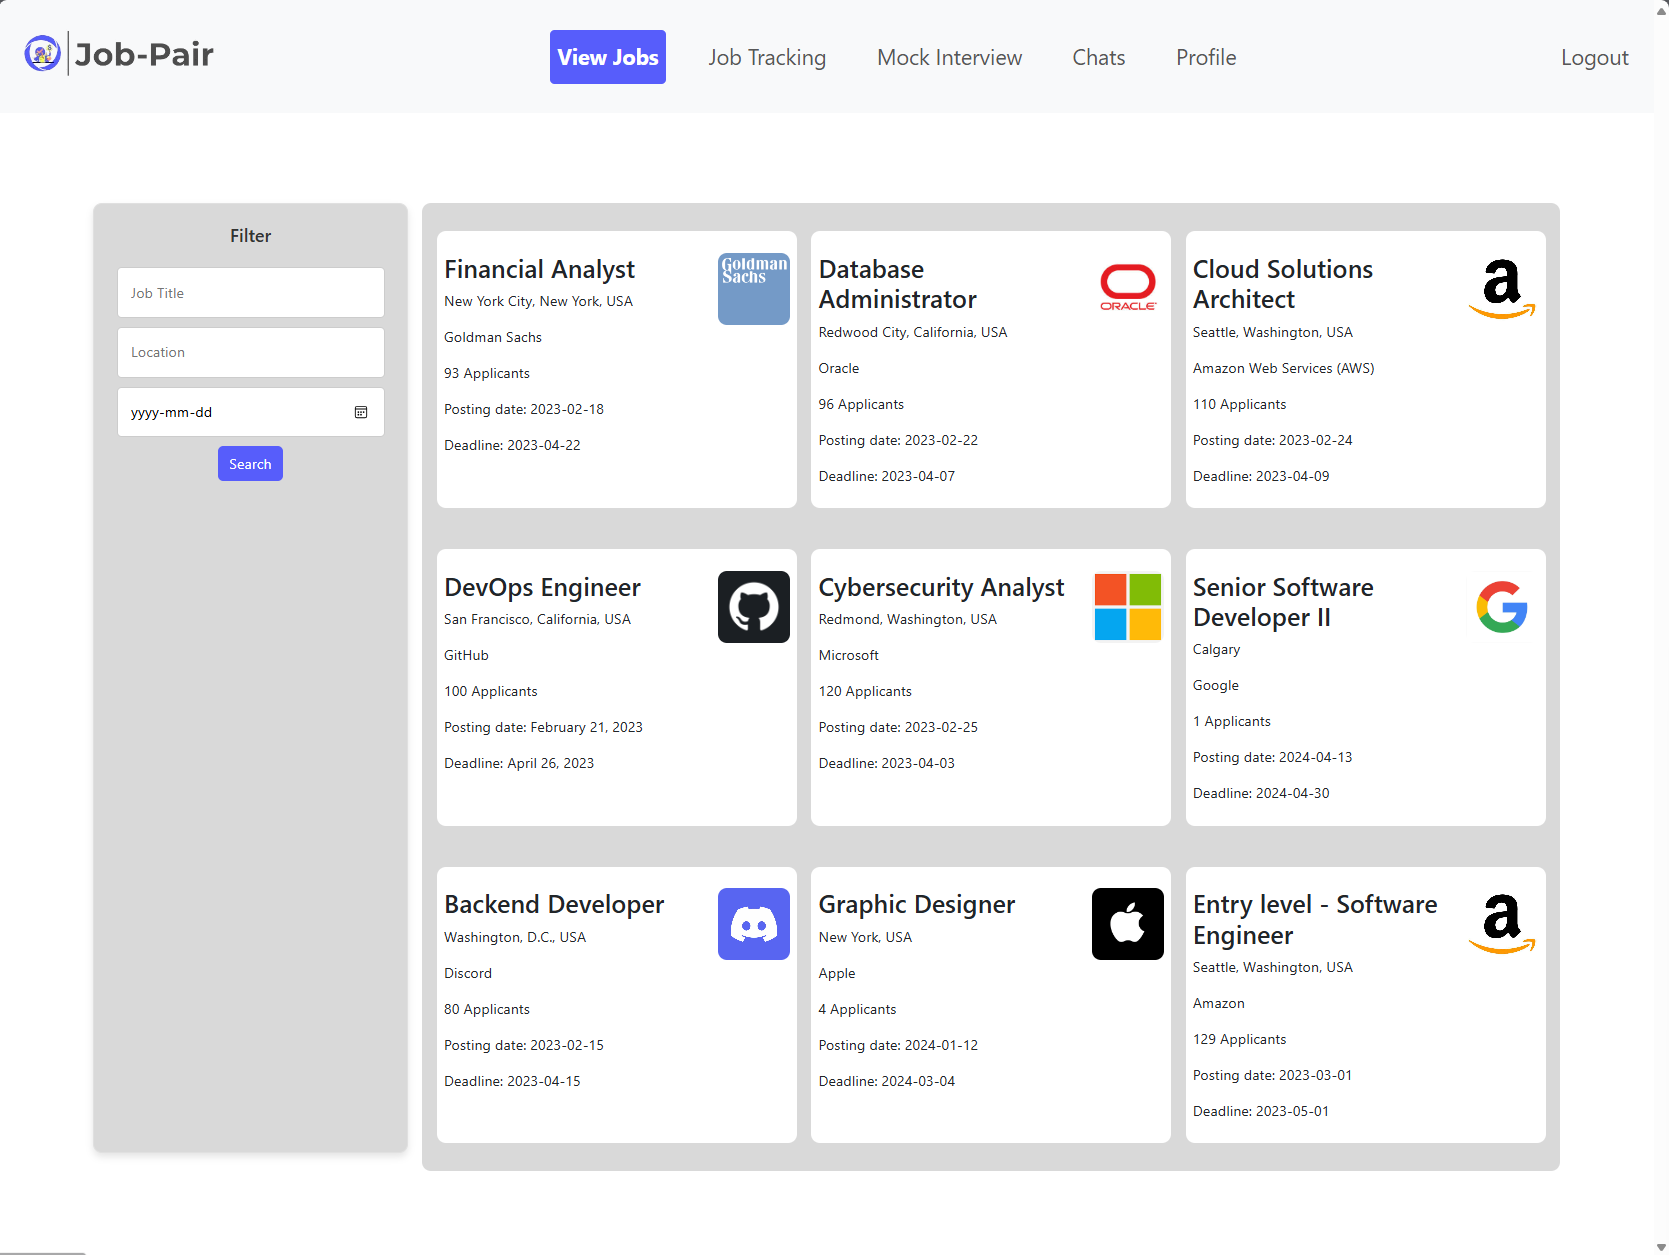 Job-Pair
View Jobs
Job Tracking
Mock Interview
Chats
Profile
Logout
Filter
Job Title
Location
yyyy-mm-dd
Search
Financial Analyst
New York City, New York, USA
Goldman Sachs
93 Applicants
Posting date: 2023-02-18
Deadline: 2023-04-22
Goldman
Sachs
Database
Administrator
Redwood City, California, USA
Oracle
96 Applicants
Posting date: 2023-02-22
Deadline: 2023-04-07
ORACLE
Cloud Solutions
Architect
Seattle, Washington, USA
Amazon Web Services (AWS)
110 Applicants
Posting date: 2023-02-24
Deadline: 2023-04-09
a
DevOps Engineer
San Francisco, California, USA
GitHub
100 Applicants
Posting date: February 21, 2023
Deadline: April 26, 2023
Cybersecurity Analyst
Redmond, Washington, USA
Microsoft
120 Applicants
Posting date: 2023-02-25
Deadline: 2023-04-03
Senior Software
Developer II
Calgary
Google
1 Applicants
Posting date: 2024-04-13
Deadline: 2024-04-30
G
Backend Developer
Washington, D.C., USA
Discord
80 Applicants
Posting date: 2023-02-15
Deadline: 2023-04-15
Graphic Designer
New York, USA
Apple
4 Applicants
Posting date: 2024-01-12
Deadline: 2024-03-04
Entry level - Software
Engineer
Seattle, Washington, USA
Amazon
129 Applicants
Posting date: 2023-03-01
Deadline: 2023-05-01
a